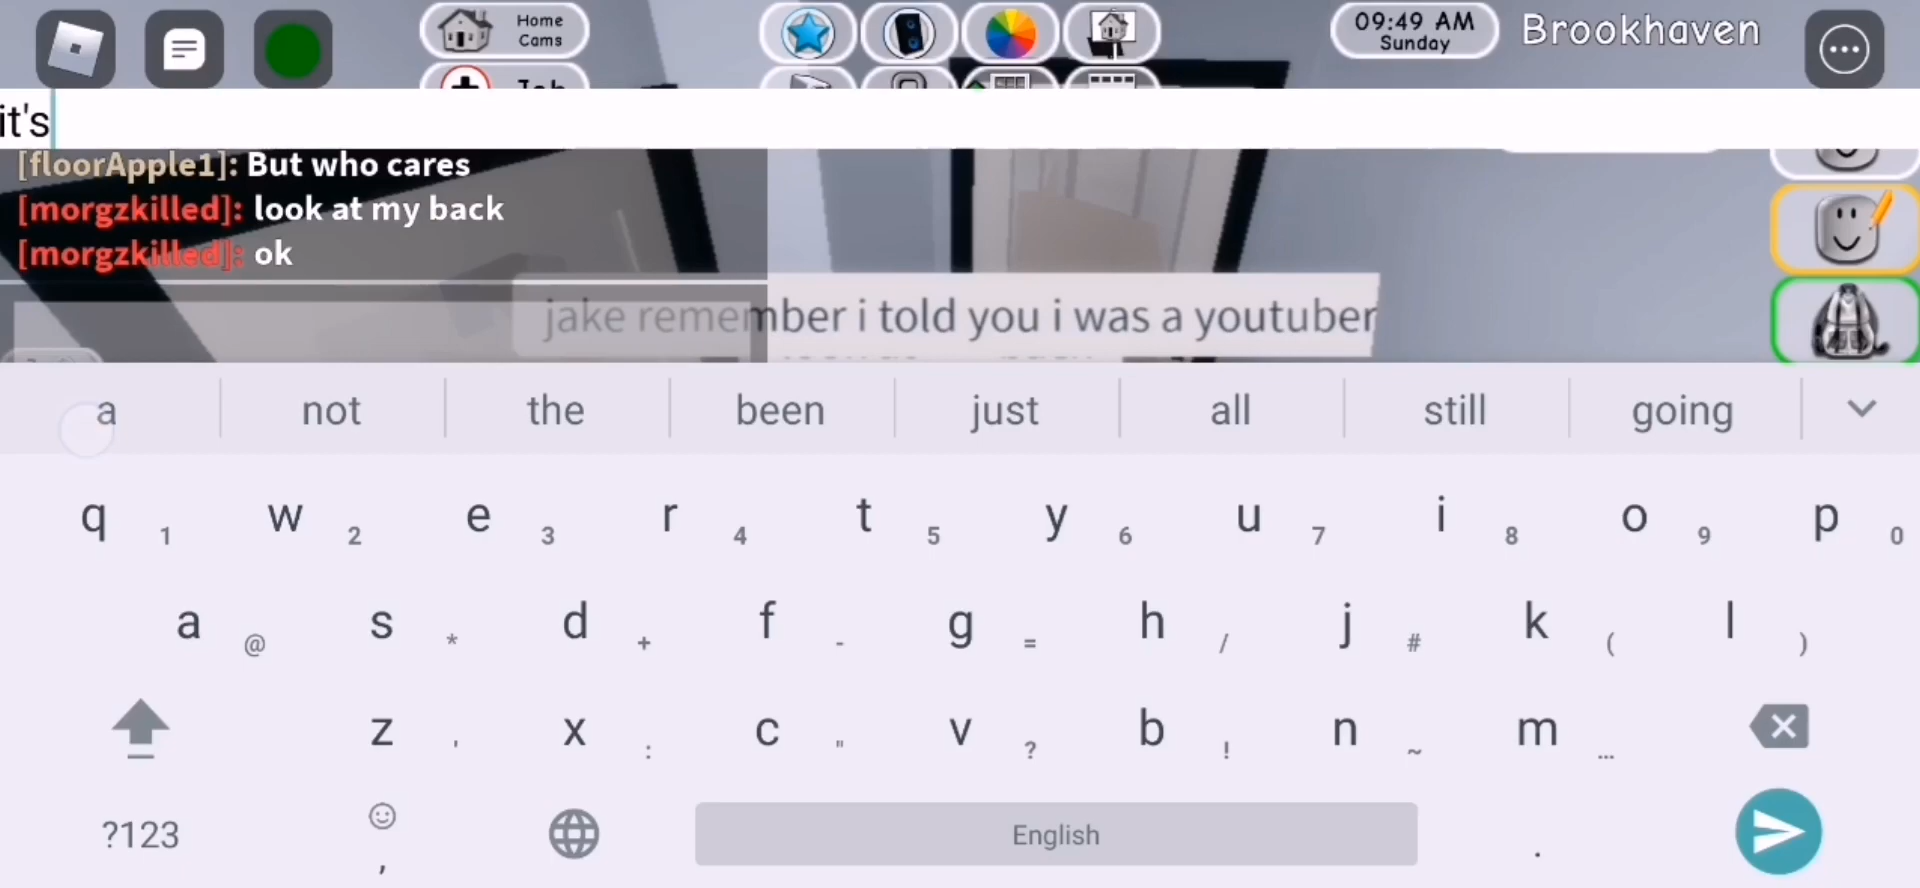 Home
Cams
Job
09:49 AM
Sunday
Brookhaven
it's
[floorApple1]: But who cares
[morgzkilled]: look at my back
[morgzkilled]: ok
jake remember i told you i was a youtuber
a not the been just all still going
q 1 w 2 e 3 r 4 t 5 y 6 u 7 i 8 o 9 p 0
a @ s * d + f - g = h / j # k ( l )
z ' x : c " v ? b ! n ~ m ...
?123 , English .